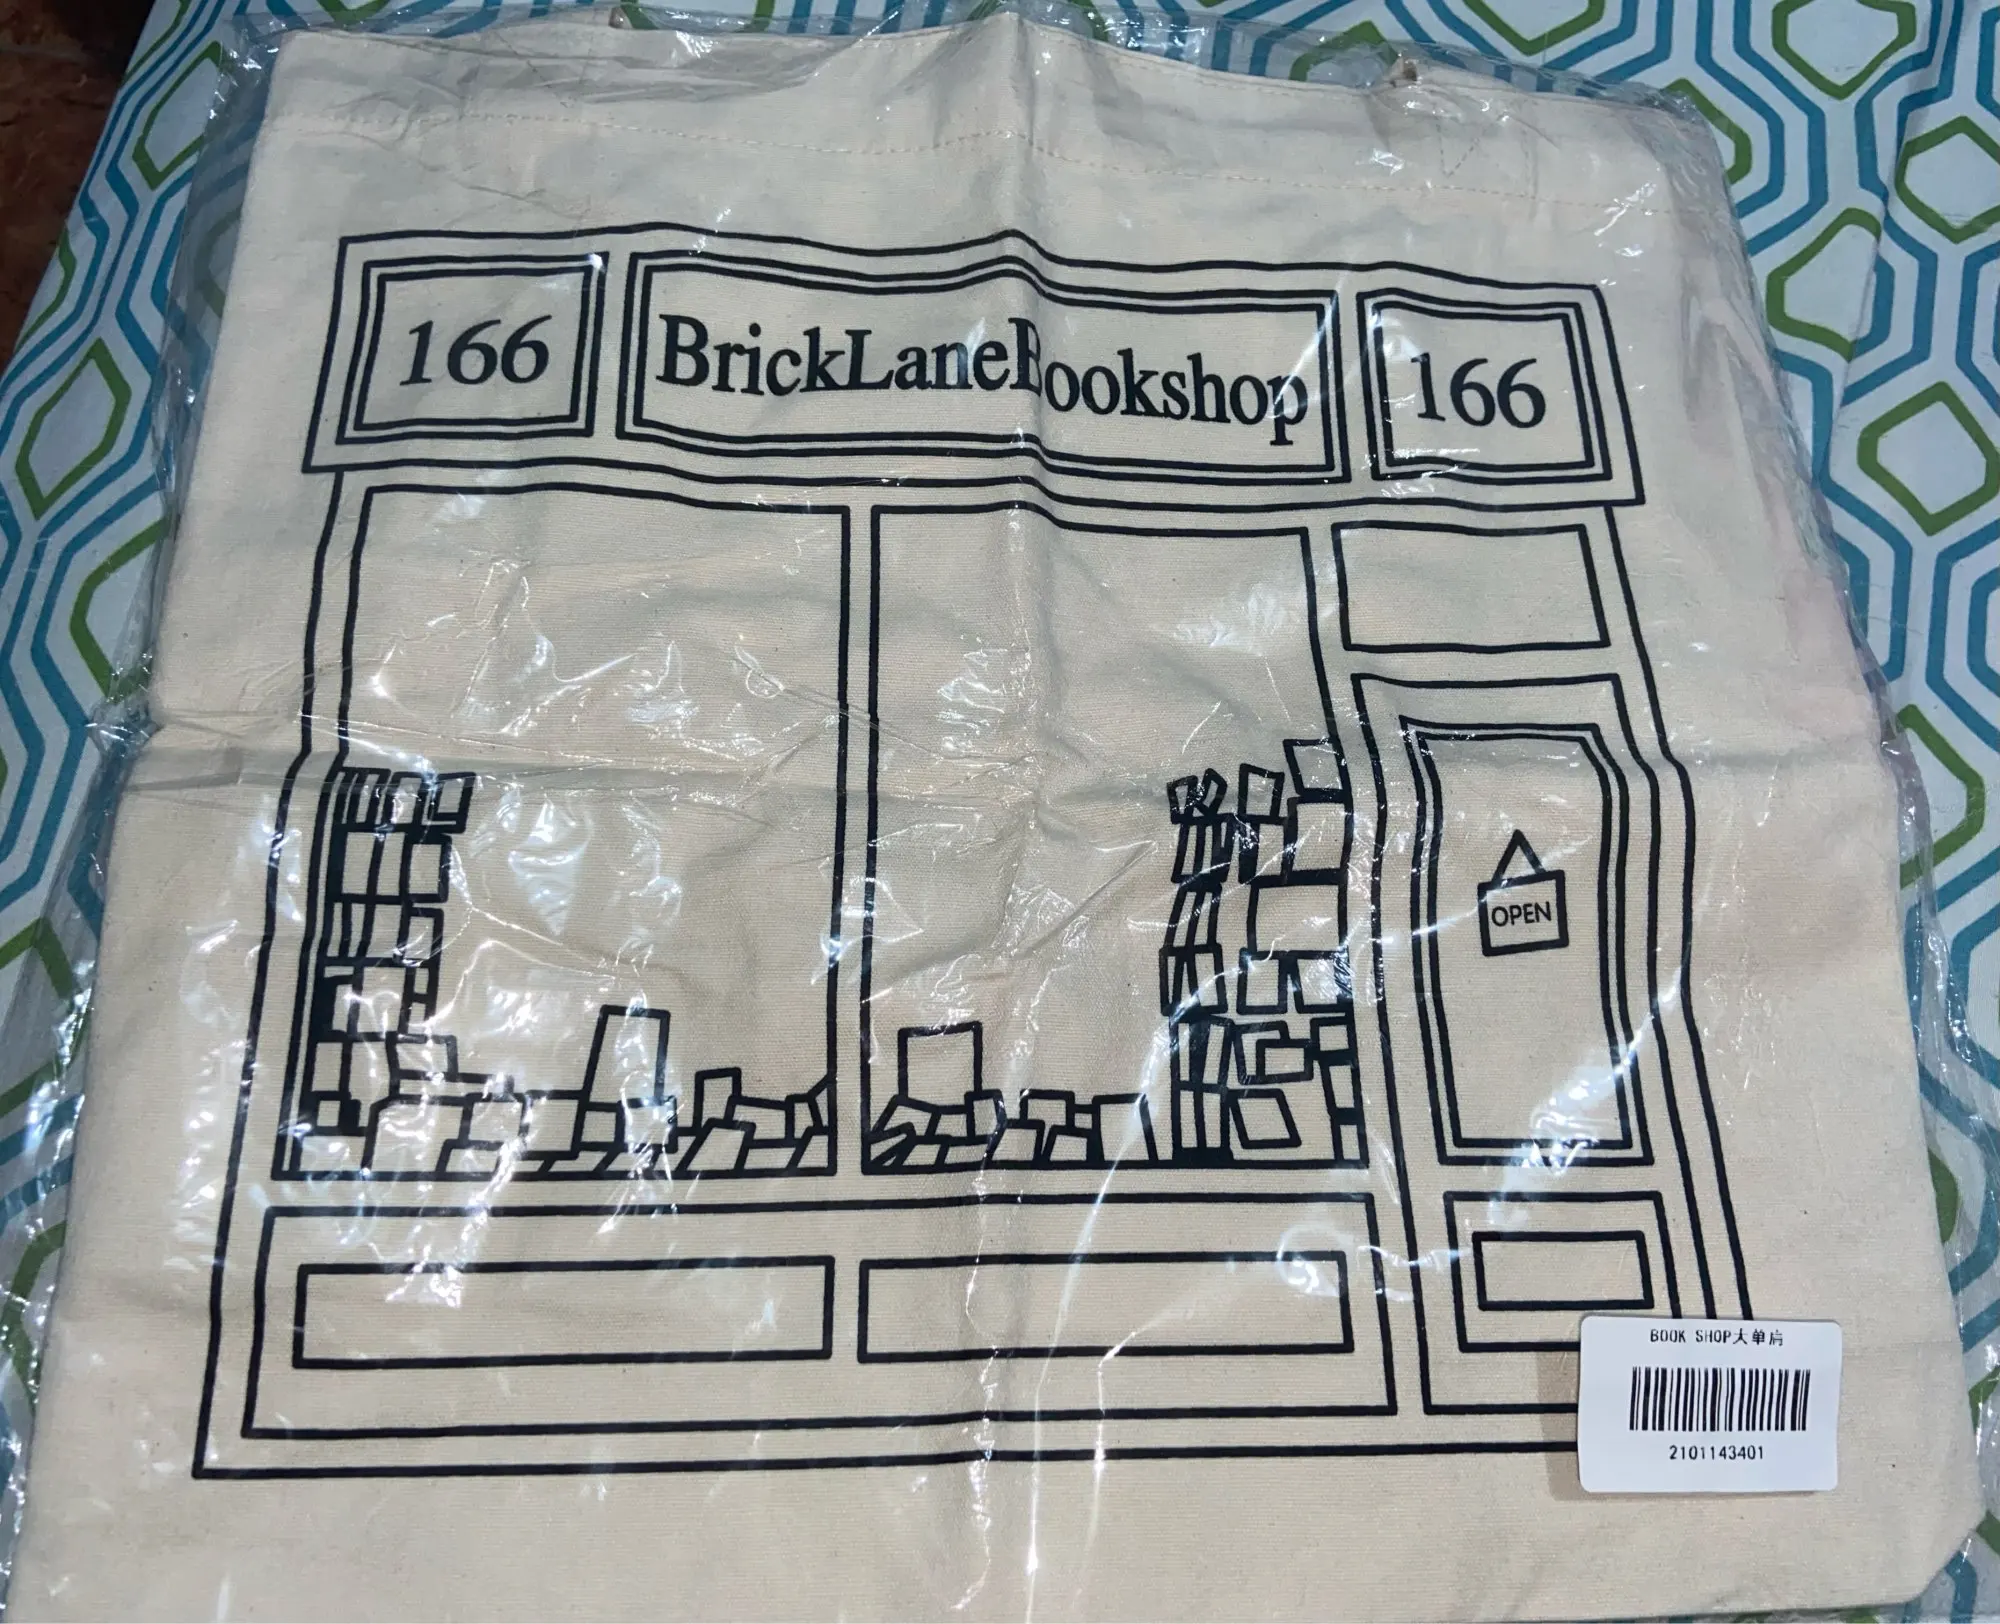 166
BrickLaneBookshop
166
OPEN
BOOK SHOP大单肩
2101143401